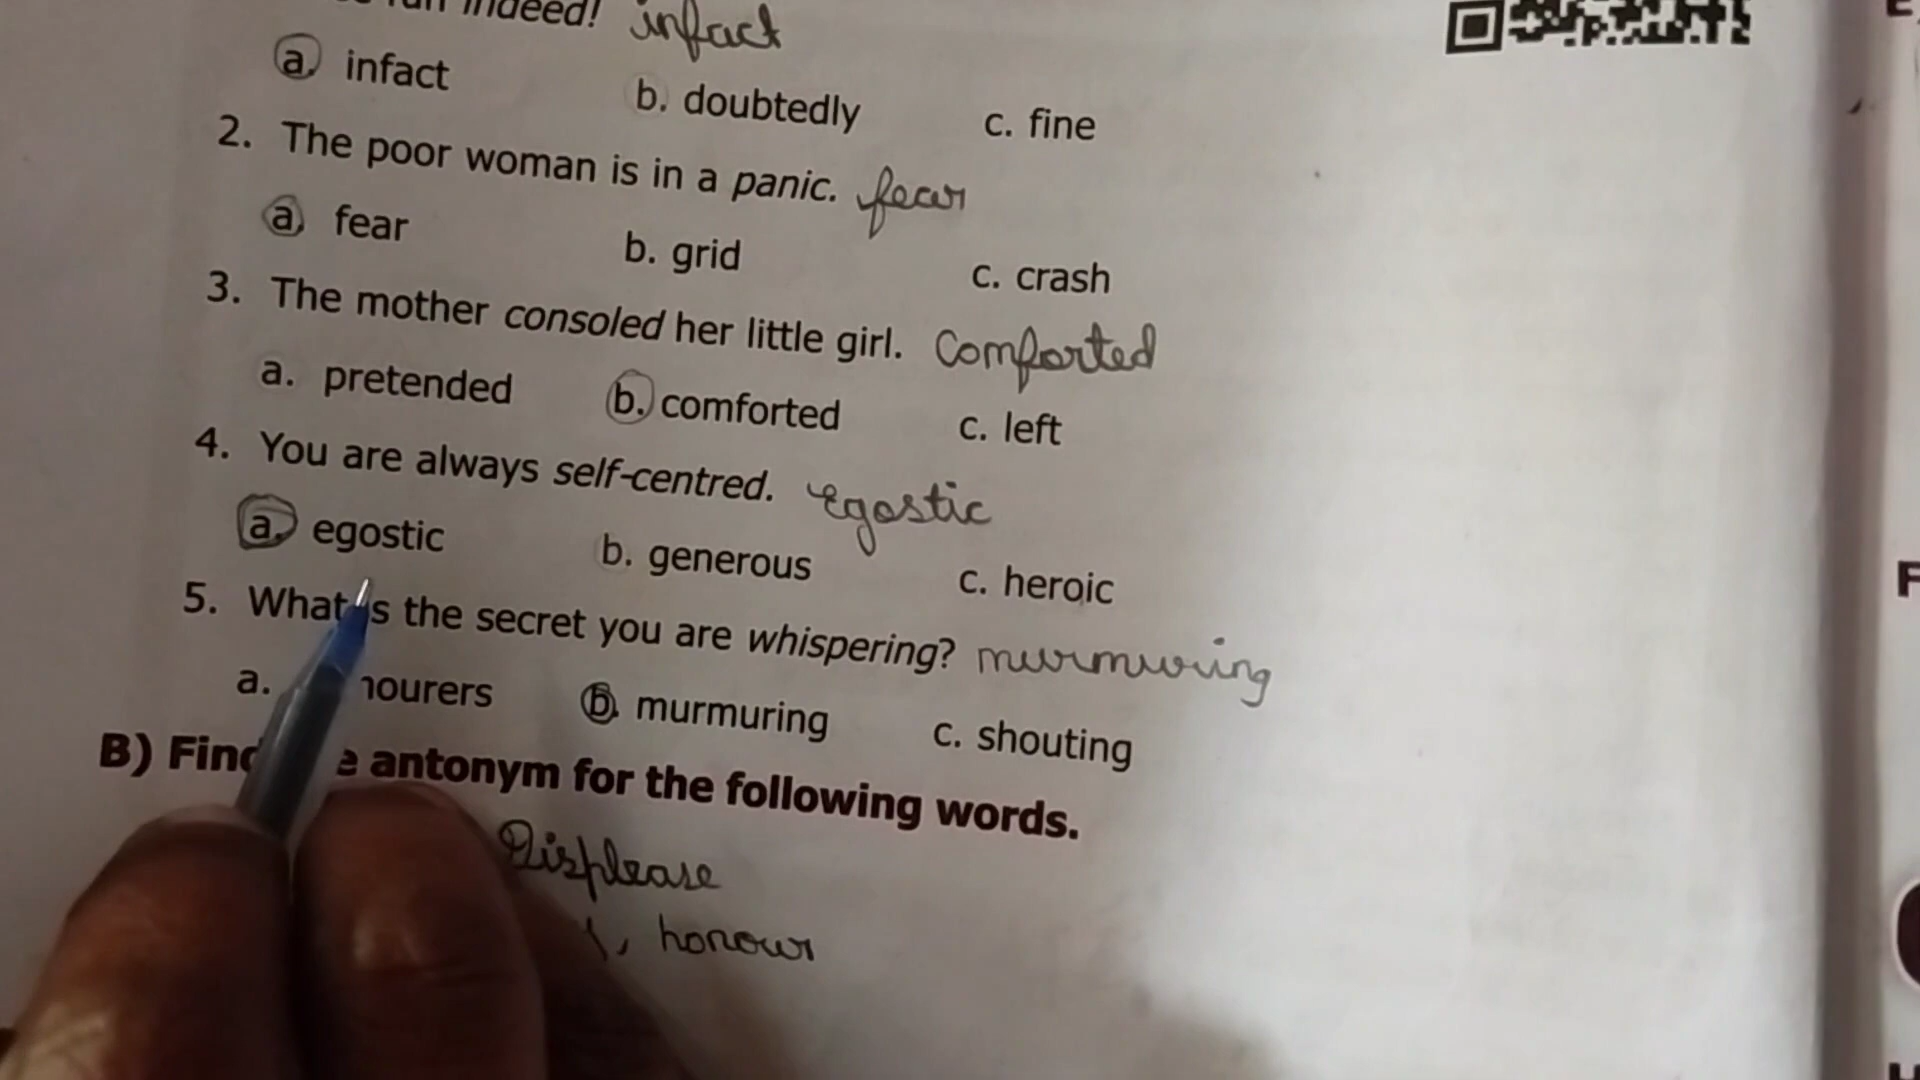 indeed! infact
a. infact b. doubtedly c. fine
2. The poor woman is in a panic. fear
a. fear b. grid c. crash
3. The mother consoled her little girl. Comforted
a. pretended b. comforted c. left
4. You are always self-centred. egostic
a. egostic b. generous c. heroic
5. What is the secret you are whispering? murmuring
a. b. murmuring c. shouting
B) antonym for the following words.
Displease
, honour